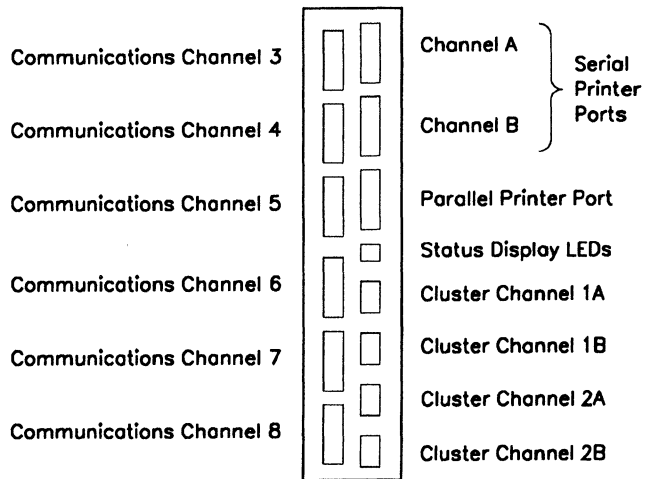 Communications Channel 3
Communications Channel 4
Communications Channel 5
Communications Channel 6
Communications Channel 7
Communications Channel 8
Channel A
Channel B
Serial
Printer
Ports
Parallel Printer Port
Status Display LEDs
Cluster Channel 1A
Cluster Channel 1B
Cluster Channel 2A
Cluster Channel 2B